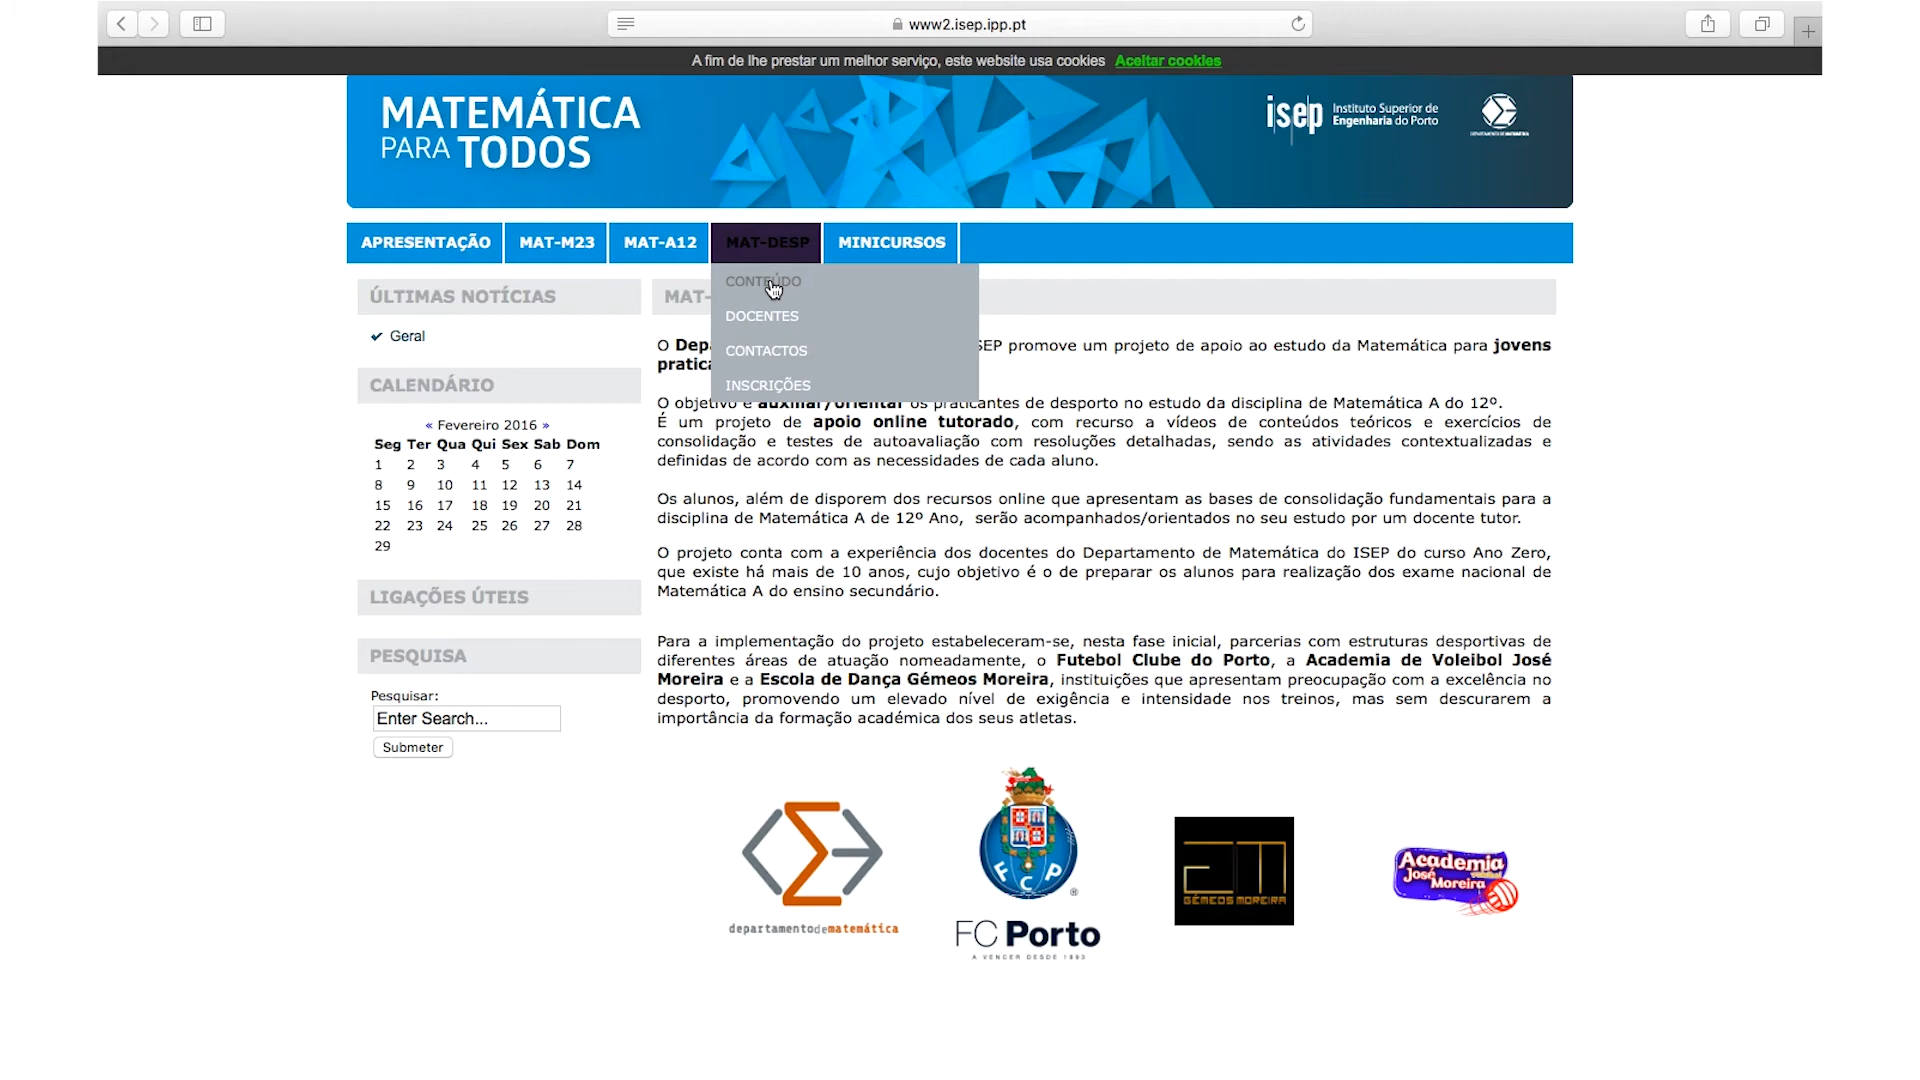 www2.isep.ipp.pt
A fim de lhe prestar um melhor serviço, este website usa cookies Aceitar cookies
MATEMÁTICA
PARA TODOS
isep Instituto Superior de
Engenharia do Porto
DEPARTAMENTO DE MATEMÁTICA
APRESENTAÇÃO MAT-M23 MAT-A12 MAT-DESP MINICURSOS
CONTEÚDO
DOCENTES
CONTACTOS
INSCRIÇÕES
ÚLTIMAS NOTÍCIAS
Geral
CALENDÁRIO
« Fevereiro 2016 »
Seg Ter Qua Qui Sex Sab Dom
1 2 3 4 5 6 7
8 9 10 11 12 13 14
15 16 17 18 19 20 21
22 23 24 25 26 27 28
29
LIGAÇÕES ÚTEIS
PESQUISA
Pesquisar:
Enter Search...
Submeter
MAT-
O Dep SEP promove um projeto de apoio ao estudo da Matemática para jovens
pratica
O objetivo é auxiliar/orientar os praticantes de desporto no estudo da disciplina de Matemática A do 12º.
É um projeto de apoio online tutorado, com recurso a vídeos de conteúdos teóricos e exercícios de
consolidação e testes de autoavaliação com resoluções detalhadas, sendo as atividades contextualizadas e
definidas de acordo com as necessidades de cada aluno.
Os alunos, além de disporem dos recursos online que apresentam as bases de consolidação fundamentais para a
disciplina de Matemática A de 12º Ano, serão acompanhados/orientados no seu estudo por um docente tutor.
O projeto conta com a experiência dos docentes do Departamento de Matemática do ISEP do curso Ano Zero,
que existe há mais de 10 anos, cujo objetivo é o de preparar os alunos para realização dos exame nacional de
Matemática A do ensino secundário.
Para a implementação do projeto estabeleceram-se, nesta fase inicial, parcerias com estruturas desportivas de
diferentes áreas de atuação nomeadamente, o Futebol Clube do Porto, a Academia de Voleibol José
Moreira e a Escola de Dança Gémeos Moreira, instituições que apresentam preocupação com a excelência no
desporto, promovendo um elevado nível de exigência e intensidade nos treinos, mas sem descurarem a
importância da formação académica dos seus atletas.
departamentodematemática
FCP
FC Porto
A VENCER DESDE 1893
GÉMEOS MOREIRA
Academia
José
Moreira